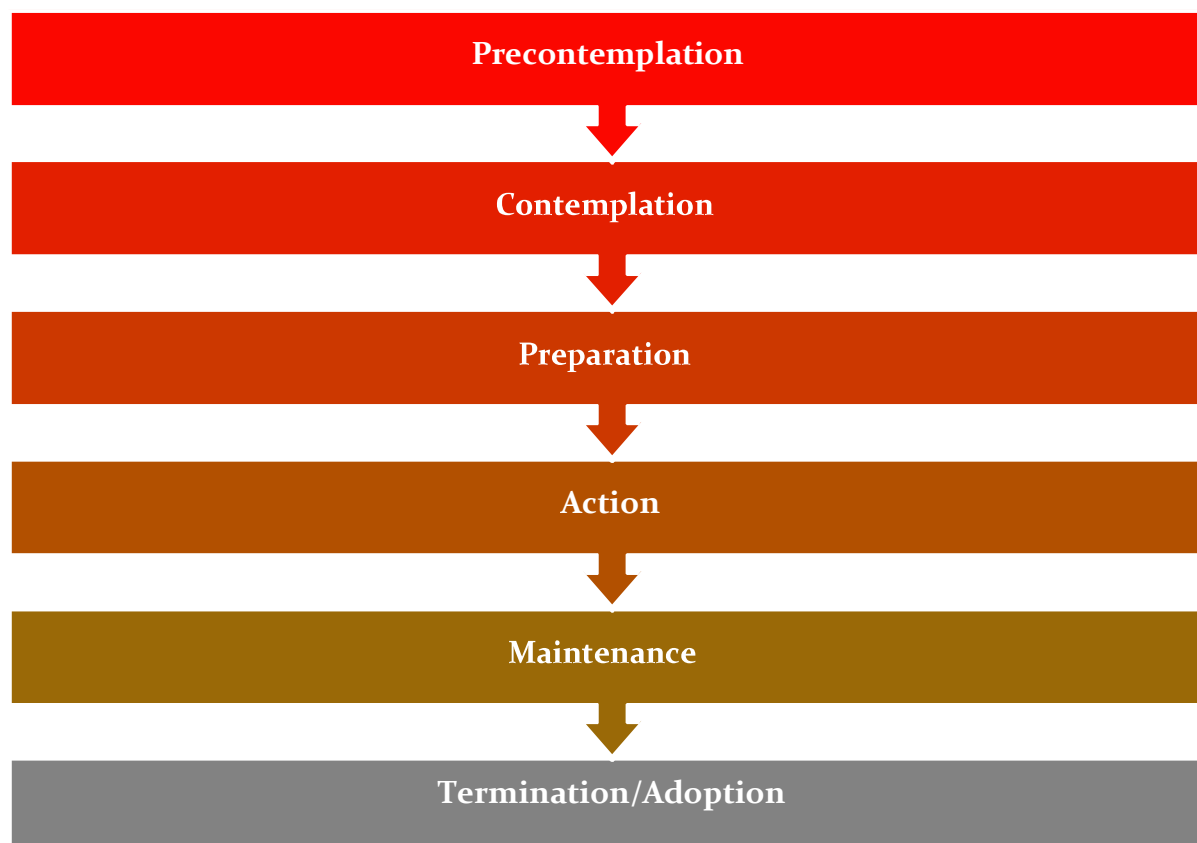 Precontemplation
Contemplation
Preparation
Action
Maintenance
Termination/Adoption